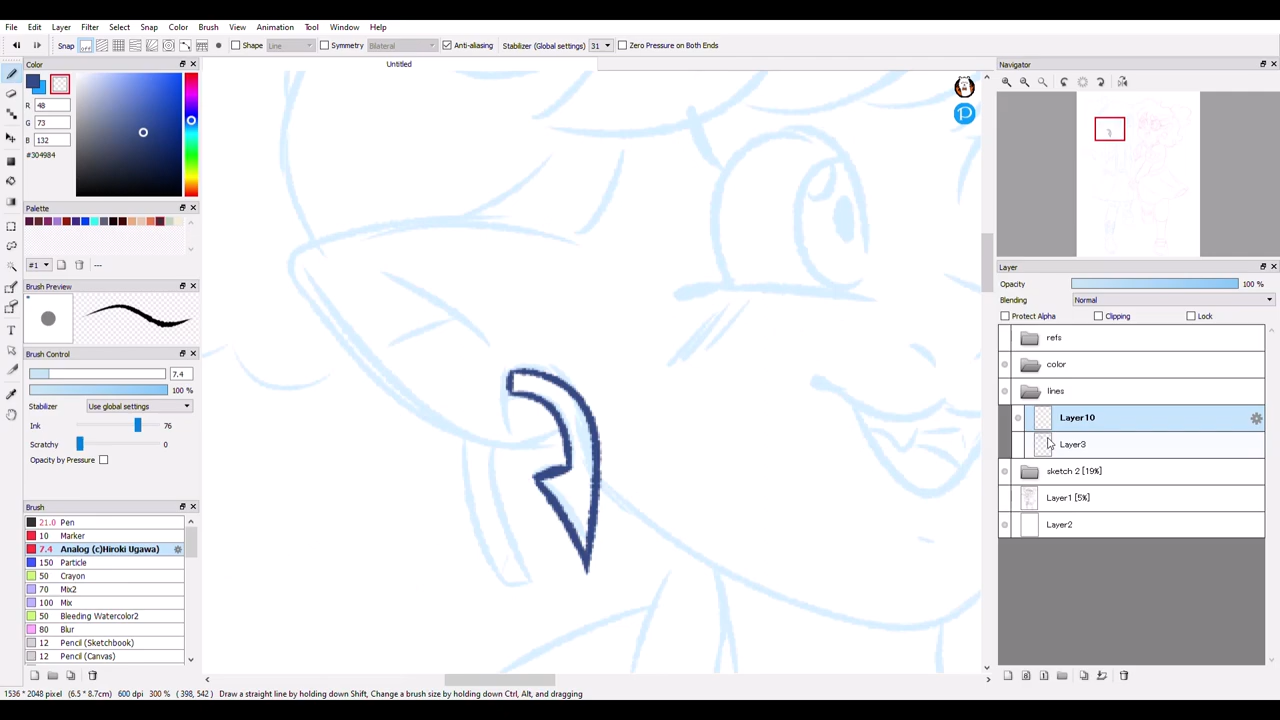 File Edit Layer Filter Select Snap Color Brush View Animation Tool Window Help
Snap Shape Line Symmetry Bilateral Anti-aliasing Stabilizer (Global settings) 31 Zero Pressure on Both Ends
Color
R 48
G 73
B 132
#304984
Palette
#1 ---
Brush Preview
Brush Control
7.4
100 %
Stabilizer Use global settings
Ink 76
Scratchy 0
Opacity by Pressure
Brush
21.0 Pen
10 Marker
7.4 Analog (c)Hiroki Ugawa)
150 Particle
50 Crayon
70 Mix2
100 Mix
50 Bleeding Watercolor2
80 Blur
12 Pencil (Sketchbook)
12 Pencil (Canvas)
Untitled
P
Navigator
Layer
Opacity 100 %
Blending Normal
Protect Alpha Clipping Lock
refs
color
lines
Layer10
Layer3
sketch 2 [19%]
Layer1 [5%]
Layer2
1536 * 2048 pixel (6.5 * 8.7cm) 600 dpi 300 % ( 398, 542 ) Draw a straight line by holding down Shift, Change a brush size by holding down Ctrl, Alt, and dragging